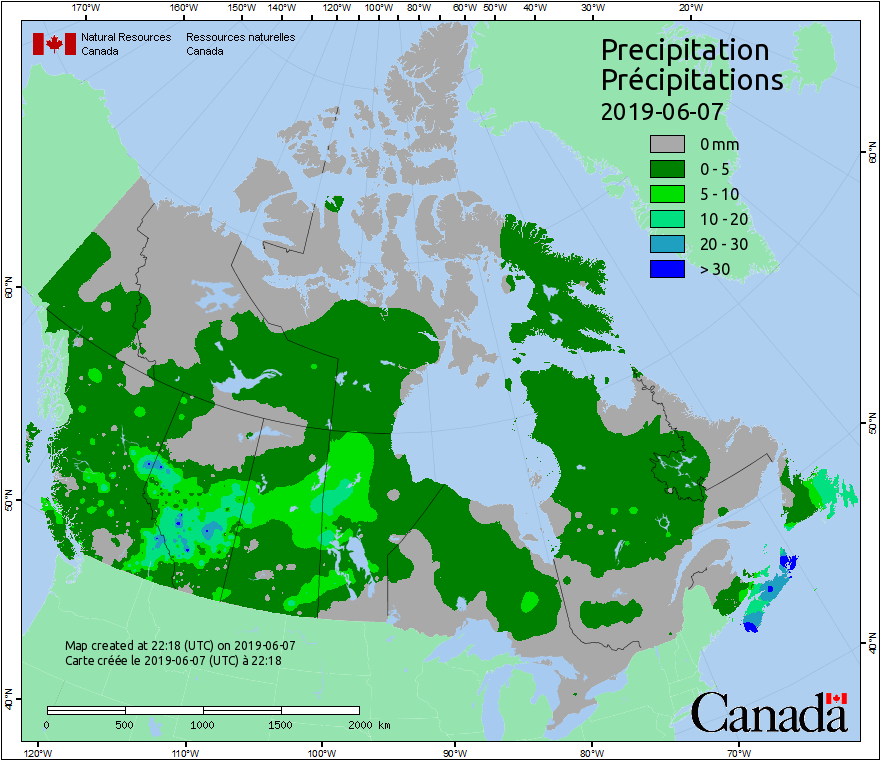 170°W 160°W 150°W 140°W 130°W 120°W 110°W 100°W 90°W 80°W 60°W 50°W 40°W 30°W 20°W
Natural Resources Ressources naturelles
Canada Canada
Precipitation
Précipitations
2019-06-07
0 mm
0 - 5
5 - 10
10 - 20
20 - 30
> 30
60°N 60°N
50°N 50°N
40°N 40°N
Map created at 22:18 (UTC) on 2019-06-07
Carte créée le 2019-06-07 (UTC) à 22:18
0 500 1000 1500 2000 km
Canada
120°W 110°W 100°W 90°W 80°W 70°W